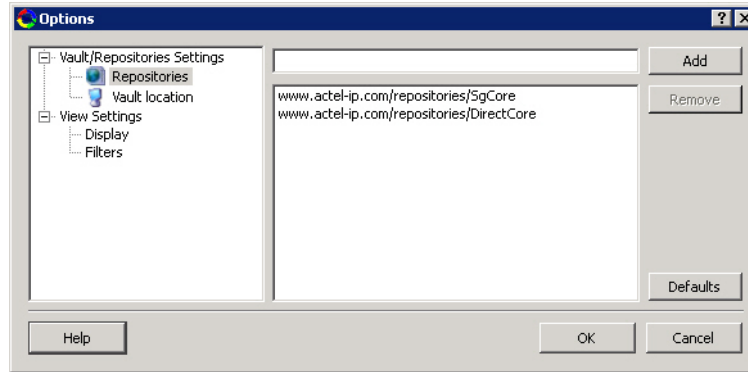 Options
Vault/Repositories Settings
Repositories
Vault location
View Settings
Display
Filters
Add
www.actel-ip.com/repositories/SgCore
www.actel-ip.com/repositories/DirectCore
Remove
Defaults
Help
OK
Cancel